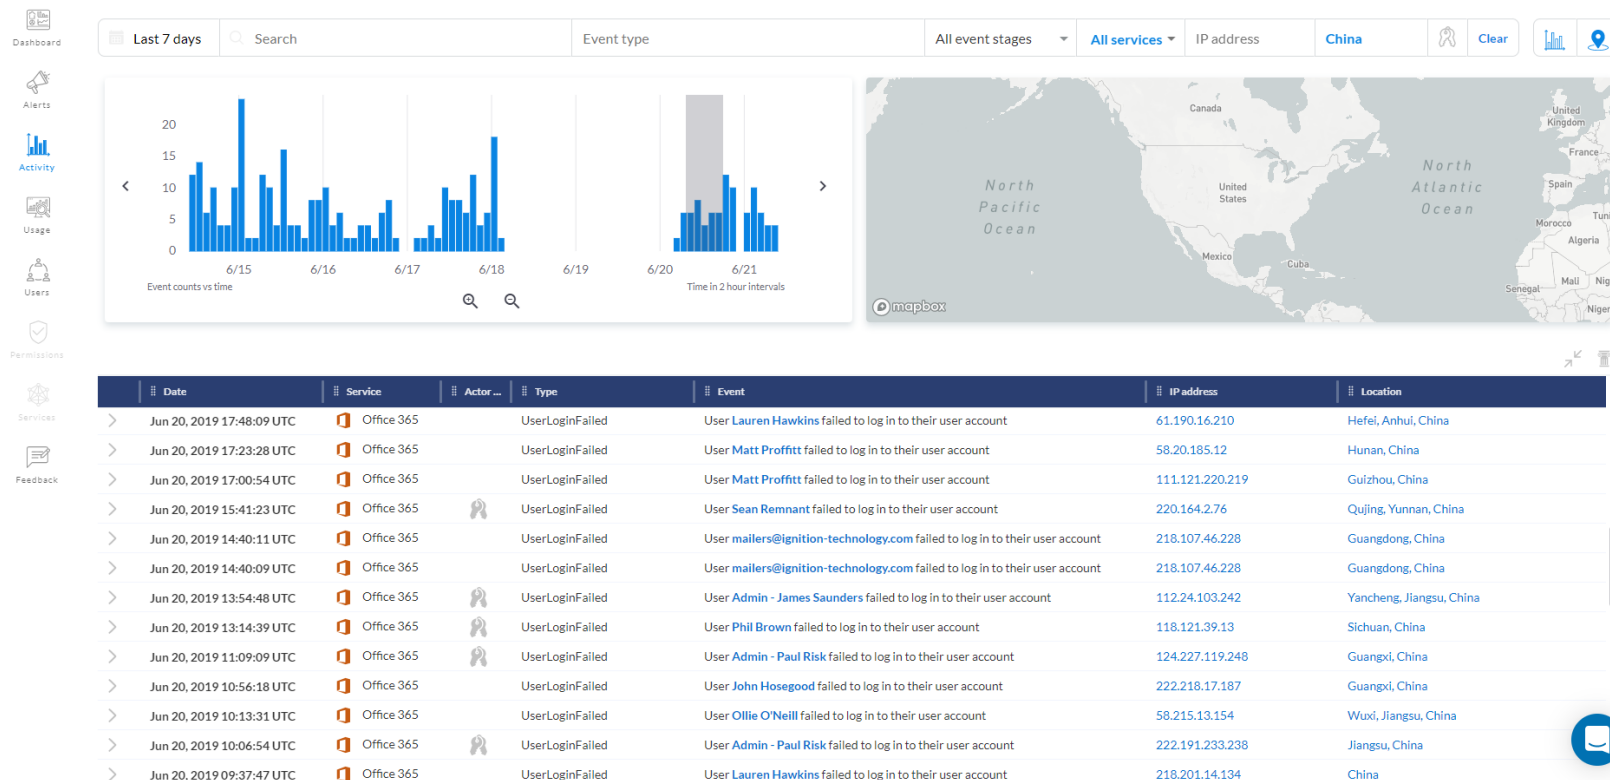 Dashboard
Alerts
Activity
Usage
Users
Permissions
Services
Feedback
Last 7 days Search Event type All event stages All services IP address China Clear
20
15
10
5
0
6/15 6/16 6/17 6/18 6/19 6/20 6/21
Event counts vs time Time in 2 hour intervals
Canada
United States
Mexico
Cuba
North Pacific Ocean
North Atlantic Ocean
United Kingdom
France
Spain
Morocco
Tun
Algeria
Senegal
Mali
Nig
Niger
mapbox
Date Service Actor ... Type Event IP address Location
Jun 20, 2019 17:48:09 UTC Office 365 UserLoginFailed User Lauren Hawkins failed to log in to their user account 61.190.16.210 Hefei, Anhui, China
Jun 20, 2019 17:23:28 UTC Office 365 UserLoginFailed User Matt Proffitt failed to log in to their user account 58.20.185.12 Hunan, China
Jun 20, 2019 17:00:54 UTC Office 365 UserLoginFailed User Matt Proffitt failed to log in to their user account 111.121.220.219 Guizhou, China
Jun 20, 2019 15:41:23 UTC Office 365 UserLoginFailed User Sean Remnant failed to log in to their user account 220.164.2.76 Qujing, Yunnan, China
Jun 20, 2019 14:40:11 UTC Office 365 UserLoginFailed User mailers@ignition-technology.com failed to log in to their user account 218.107.46.228 Guangdong, China
Jun 20, 2019 14:40:09 UTC Office 365 UserLoginFailed User mailers@ignition-technology.com failed to log in to their user account 218.107.46.228 Guangdong, China
Jun 20, 2019 13:54:48 UTC Office 365 UserLoginFailed User Admin - James Saunders failed to log in to their user account 112.24.103.242 Yancheng, Jiangsu, China
Jun 20, 2019 13:14:39 UTC Office 365 UserLoginFailed User Phil Brown failed to log in to their user account 118.121.39.13 Sichuan, China
Jun 20, 2019 11:09:09 UTC Office 365 UserLoginFailed User Admin - Paul Risk failed to log in to their user account 124.227.119.248 Guangxi, China
Jun 20, 2019 10:56:18 UTC Office 365 UserLoginFailed User John Hosegood failed to log in to their user account 222.218.17.187 Guangxi, China
Jun 20, 2019 10:13:31 UTC Office 365 UserLoginFailed User Ollie O'Neill failed to log in to their user account 58.215.13.154 Wuxi, Jiangsu, China
Jun 20, 2019 10:06:54 UTC Office 365 UserLoginFailed User Admin - Paul Risk failed to log in to their user account 222.191.233.238 Jiangsu, China
Jun 20, 2019 09:37:47 UTC Office 365 UserLoginFailed User Lauren Hawkins failed to log in to their user account 218.201.14.134 China